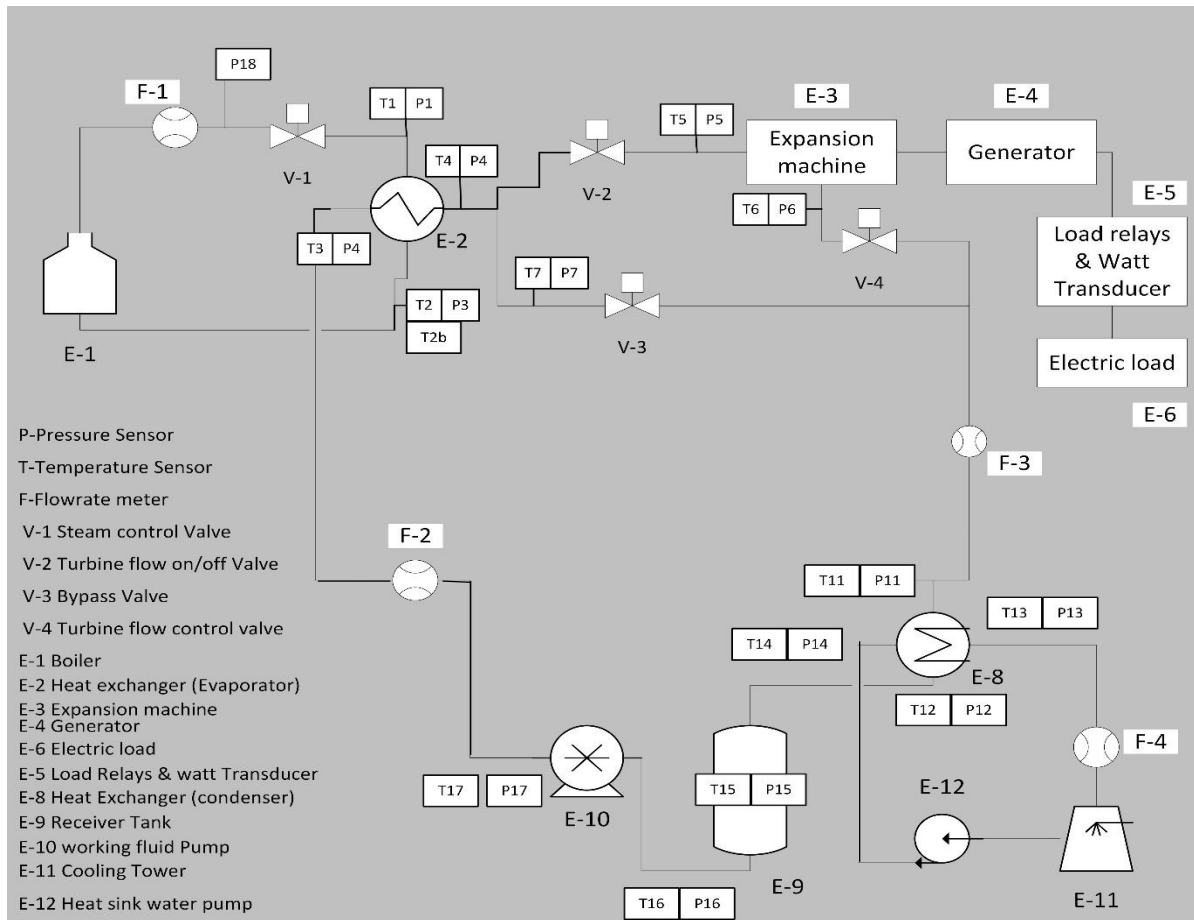 P18
F-1
T1 P1
E-3
E-4
T5 P5
Expansion
machine
Generator
V-1
T4 P4
V-2
T6 P6
E-5
T3 P4
E-2
Load relays
& Watt
Transducer
T7 P7
V-4
T2 P3
T2b
E-1
V-3
Electric load
E-6
P-Pressure Sensor
T-Temperature Sensor
F-Flowrate meter
V-1 Steam control Valve
V-2 Turbine flow on/off Valve
V-3 Bypass Valve
V-4 Turbine flow control valve
E-1 Boiler
E-2 Heat exchanger (Evaporator)
E-3 Expansion machine
E-4 Generator
E-6 Electric load
E-5 Load Relays & watt Transducer
E-8 Heat Exchanger (condenser)
E-9 Receiver Tank
E-10 working fluid Pump
E-11 Cooling Tower
E-12 Heat sink water pump
F-3
F-2
T11 P11
T13 P13
T14 P14
E-8
T12 P12
F-4
T17 P17
E-10
T15 P15
E-12
E-9
E-11
T16 P16